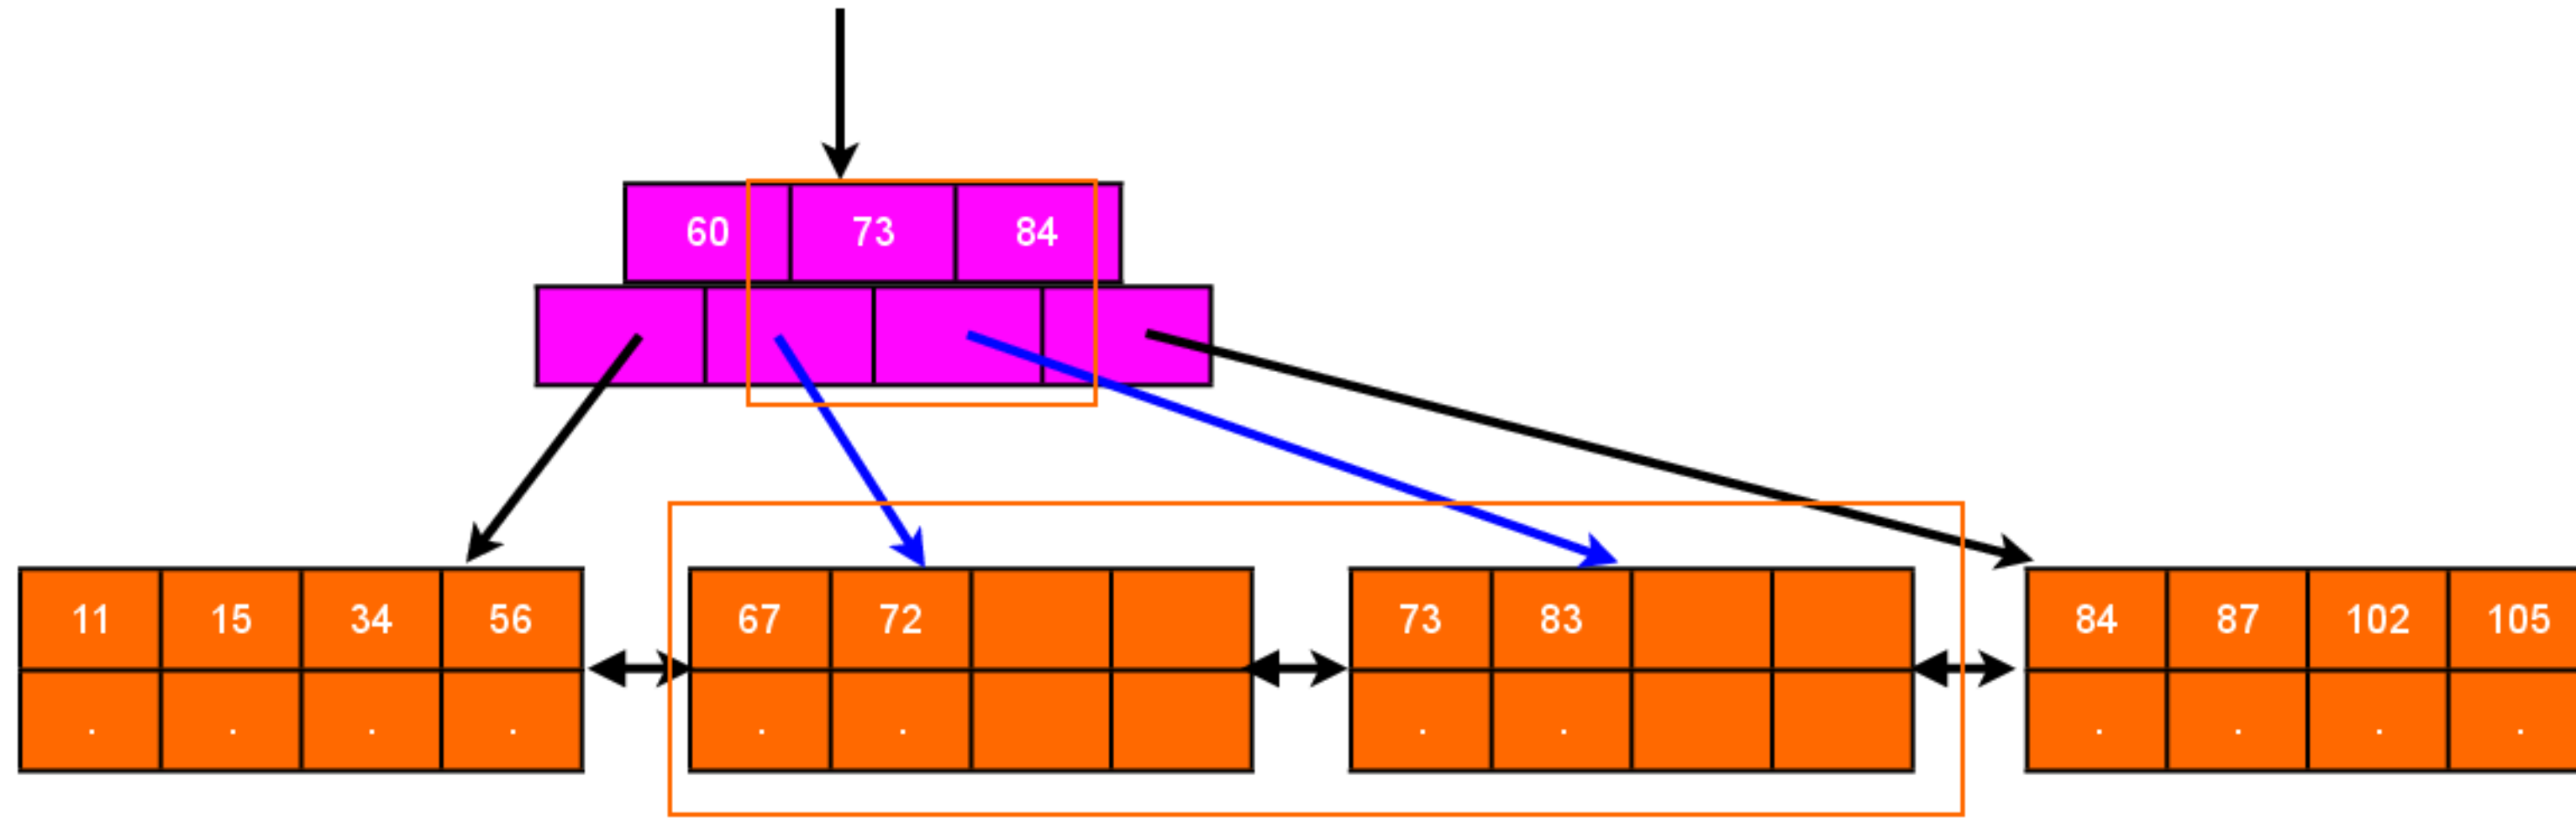 60 73 84
11 15 34 56 67 72 73 83 84 87 102 105
. . . . . . . . . . . .